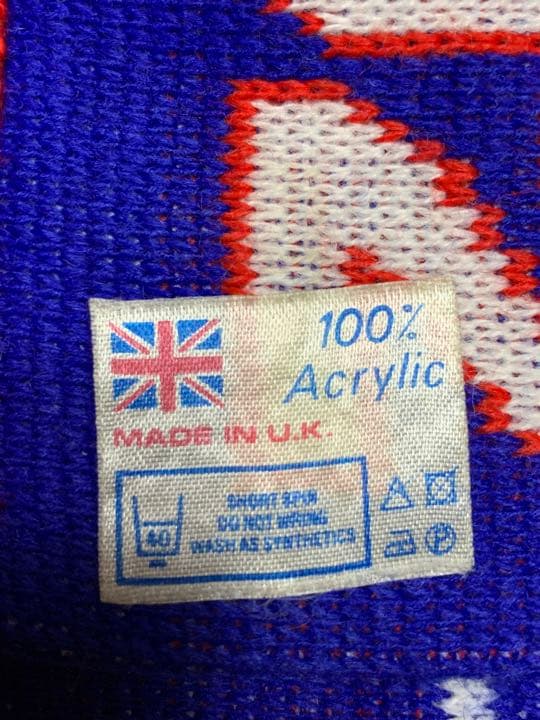 100%
Acrylic
MADE IN U.K.
SHORT SPIN
DO NOT WRING
WASH AS SYNTHETICS
40
P